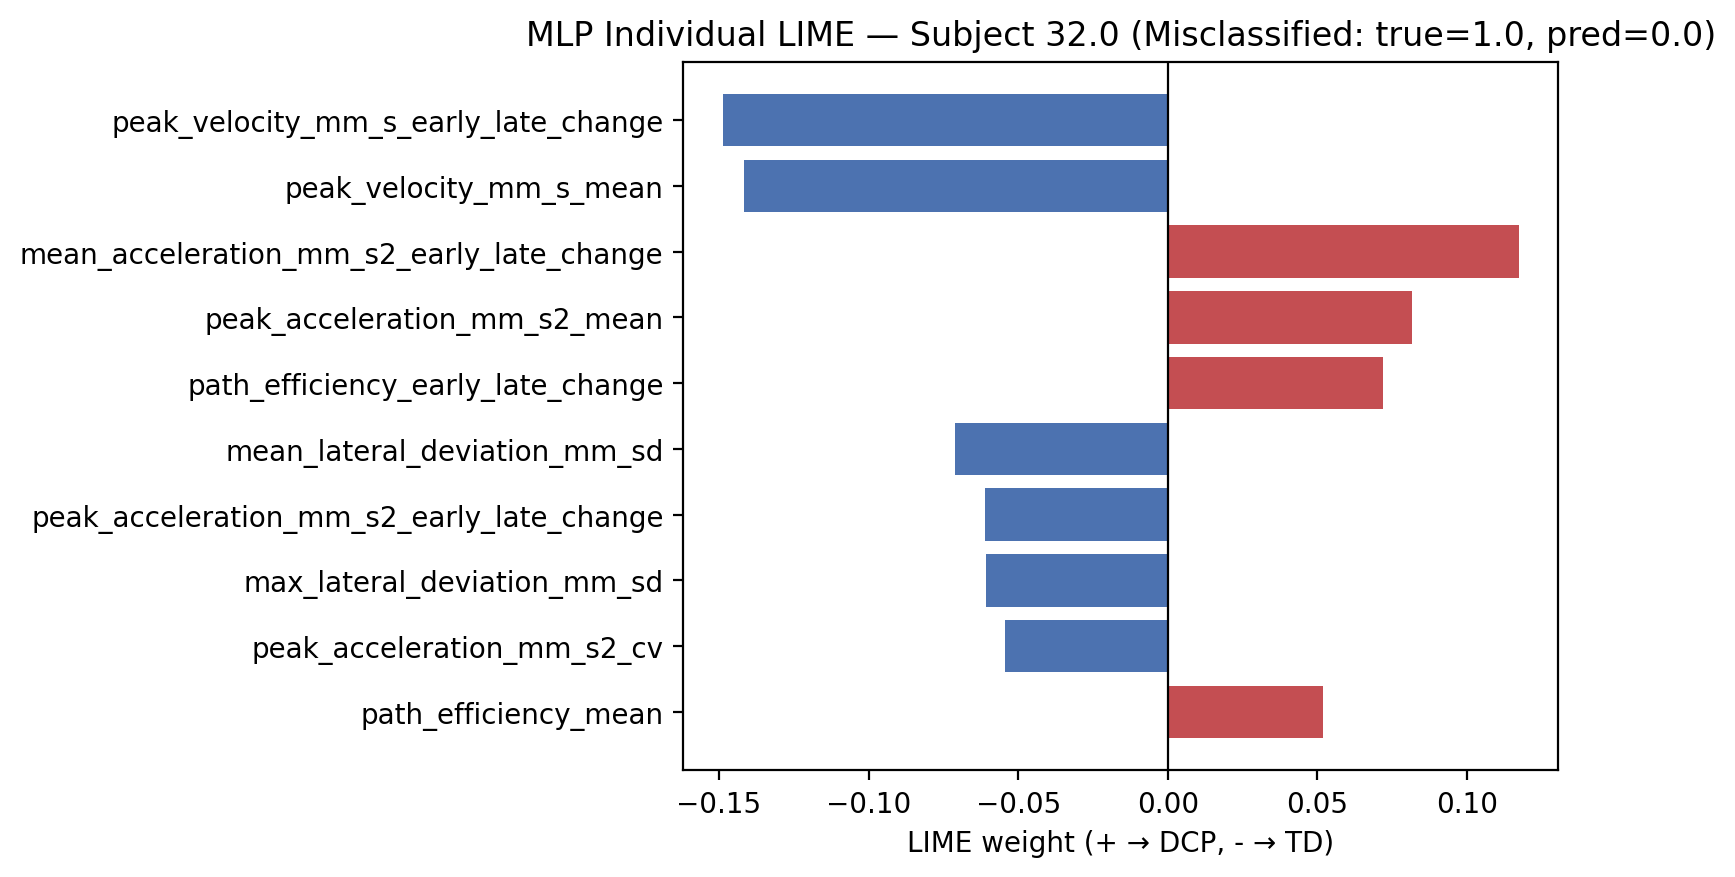 MLP Individual LIME — Subject 32.0 (Misclassified: true=1.0, pred=0.0)
peak_velocity_mm_s_early_late_change
peak_velocity_mm_s_mean
mean_acceleration_mm_s2_early_late_change
peak_acceleration_mm_s2_mean
path_efficiency_early_late_change
mean_lateral_deviation_mm_sd
peak_acceleration_mm_s2_early_late_change
max_lateral_deviation_mm_sd
peak_acceleration_mm_s2_cv
path_efficiency_mean
−0.15 −0.10 −0.05 0.00 0.05 0.10
LIME weight (+ → DCP, - → TD)